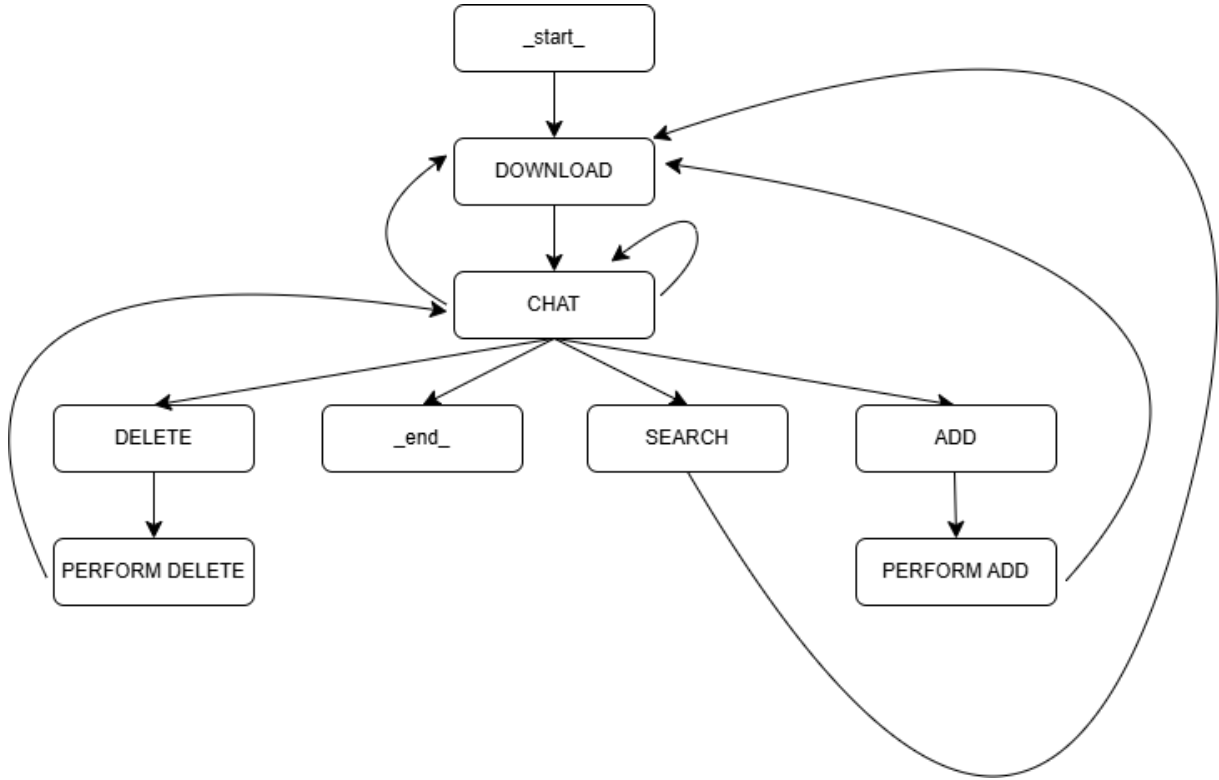 _start_
DOWNLOAD
CHAT
DELETE
_end_
SEARCH
ADD
PERFORM DELETE
PERFORM ADD